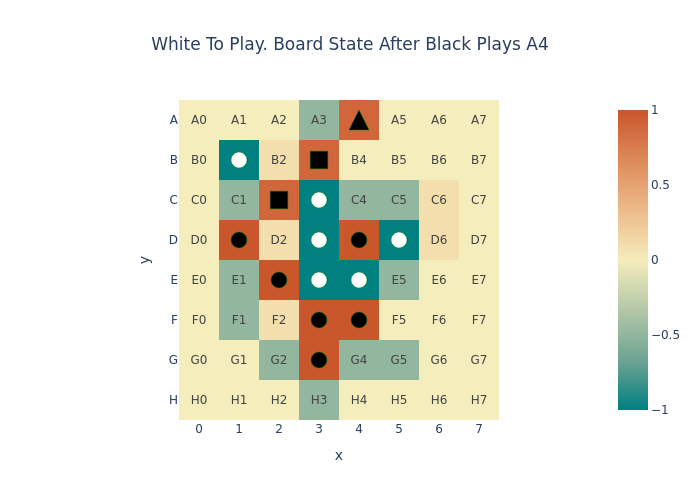 White To Play. Board State After Black Plays A4
A A0 A1 A2 A3 A5 A6 A7 1
B B0 B2 B4 B5 B6 B7
C C0 C1 C4 C5 C6 C7 0.5
D D0 D2 D6 D7 0
E E0 E1 E5 E6 E7
F F0 F1 F2 F5 F6 F7 −0.5
G G0 G1 G2 G4 G5 G6 G7
H H0 H1 H2 H3 H4 H5 H6 H7 −1
0 1 2 3 4 5 6 7
x
y